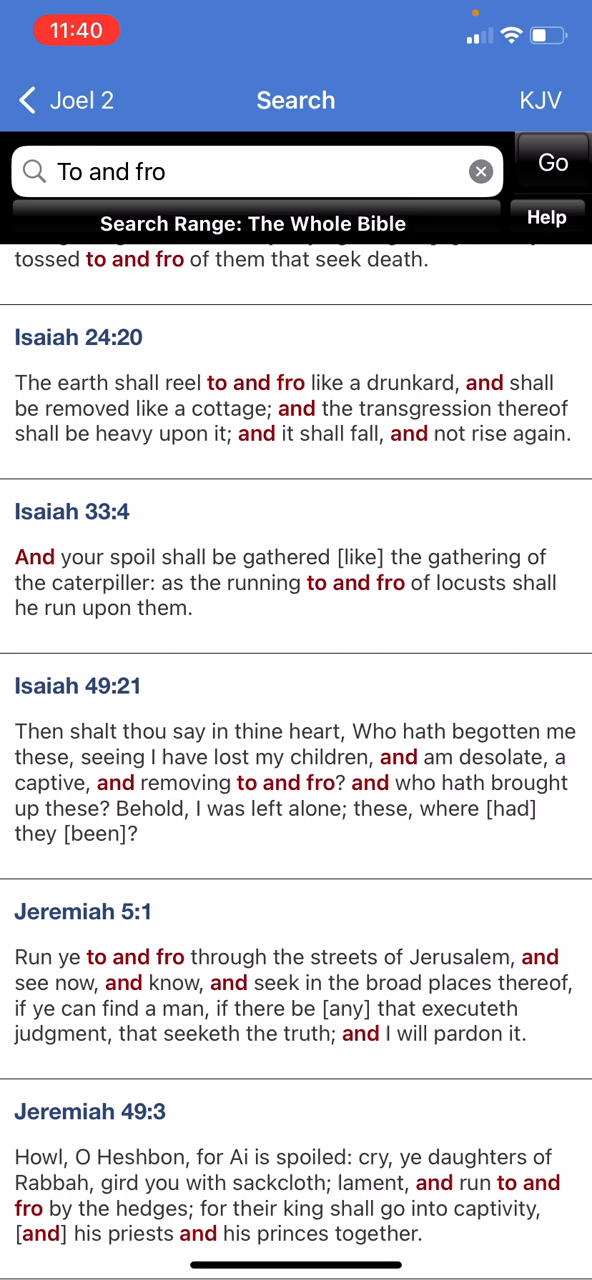 11:40
Joel 2
Search
KJV
To and fro
Go
Search Range: The Whole Bible
Help
tossed to and fro of them that seek death.
Isaiah 24:20
The earth shall reel to and fro like a drunkard, and shall
be removed like a cottage; and the transgression thereof
shall be heavy upon it; and it shall fall, and not rise again.
Isaiah 33:4
And your spoil shall be gathered [like] the gathering of
the caterpiller: as the running to and fro of locusts shall
he run upon them.
Isaiah 49:21
Then shalt thou say in thine heart, Who hath begotten me
these, seeing I have lost my children, and am desolate, a
captive, and removing to and fro? and who hath brought
up these? Behold, I was left alone; these, where [had]
they [been]?
Jeremiah 5:1
Run ye to and fro through the streets of Jerusalem, and
see now, and know, and seek in the broad places thereof,
if ye can find a man, if there be [any] that executeth
judgment, that seeketh the truth; and I will pardon it.
Jeremiah 49:3
Howl, O Heshbon, for Ai is spoiled: cry, ye daughters of
Rabbah, gird you with sackcloth; lament, and run to and
fro by the hedges; for their king shall go into captivity,
[and] his priests and his princes together.